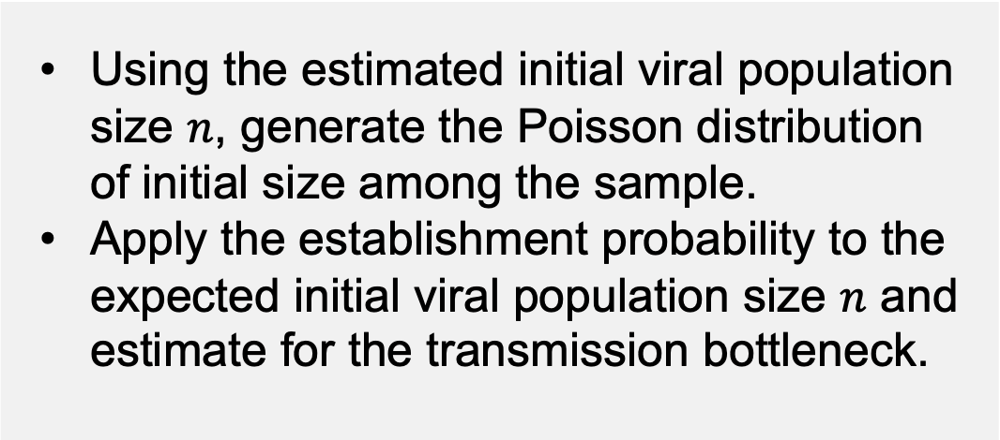 • Using the estimated initial viral population
size n, generate the Poisson distribution
of initial size among the sample.
• Apply the establishment probability to the
expected initial viral population size n and
estimate for the transmission bottleneck.